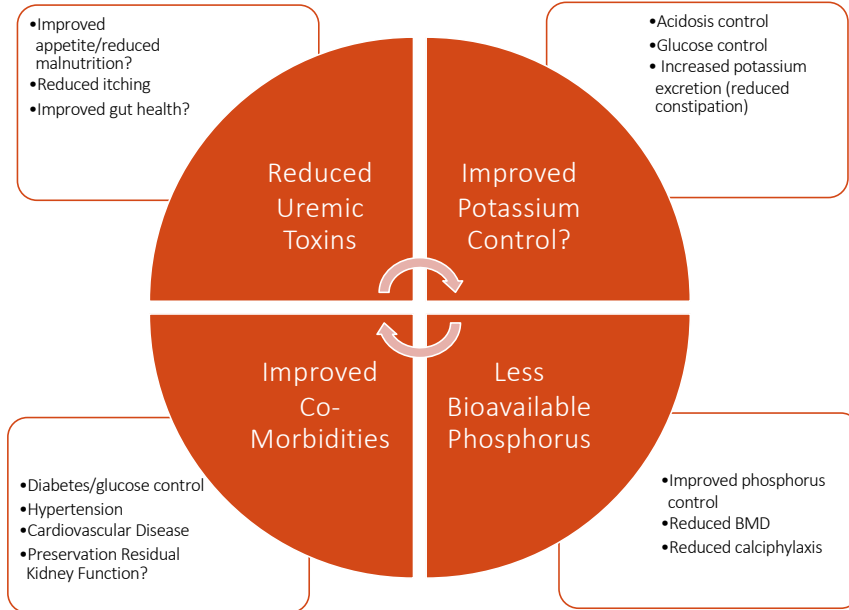 •Improved
appetite/reduced
malnutrition?
•Reduced itching
•Improved gut health?
•Acidosis control
•Glucose control
• Increased potassium
excretion (reduced
constipation)
Reduced
Uremic
Toxins
Improved
Potassium
Control?
Improved
Co-
Morbidities
Less
Bioavailable
Phosphorus
•Diabetes/glucose control
•Hypertension
•Cardiovascular Disease
•Preservation Residual
Kidney Function?
•Improved phosphorus
control
•Reduced BMD
•Reduced calciphylaxis